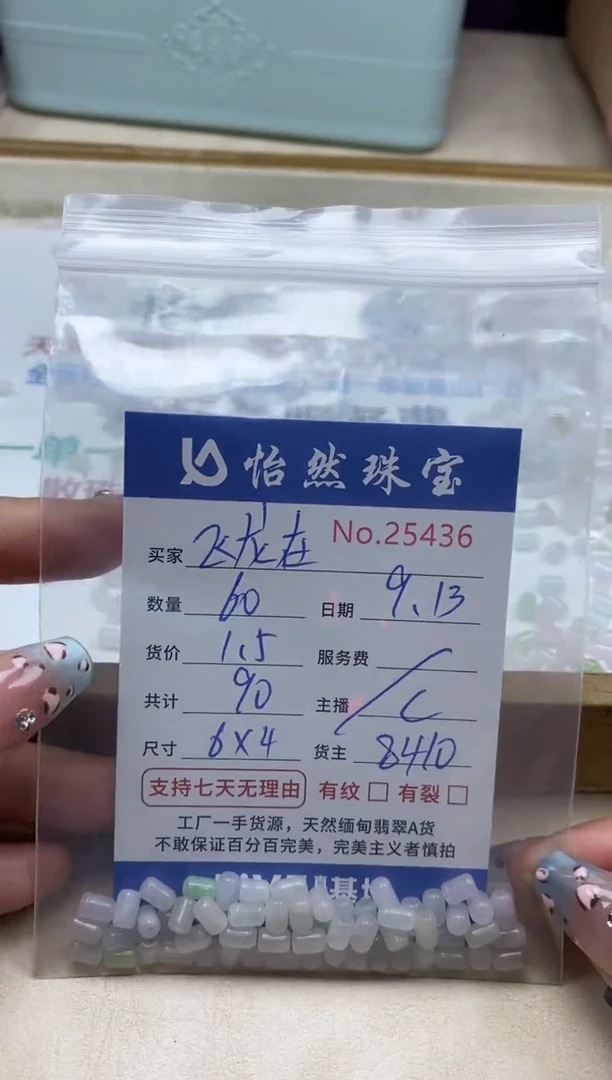 怡然珠宝
No.25436
买家 飞龙在
数量 60 日期 9.13
货价 1.5 服务费 /
共计 90 主播 C
尺寸 6X4 货主 8410
支持七天无理由 有纹 □ 有裂 □
工厂一手货源，天然缅甸翡翠A货
不敢保证百分百完美，完美主义者慎拍